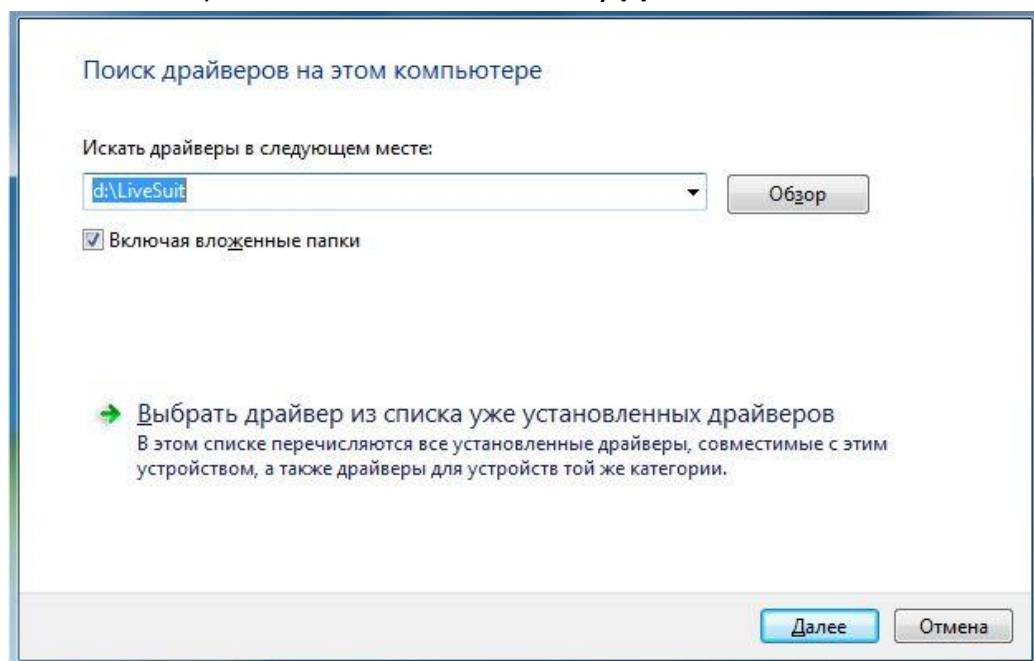 Поиск драйверов на этом компьютере
Искать драйверы в следующем месте:
d:\LiveSuit
Обзор
Включая вложенные папки
Выбрать драйвер из списка уже установленных драйверов
В этом списке перечисляются все установленные драйверы, совместимые с этим
устройством, а также драйверы для устройств той же категории.
Далее
Отмена